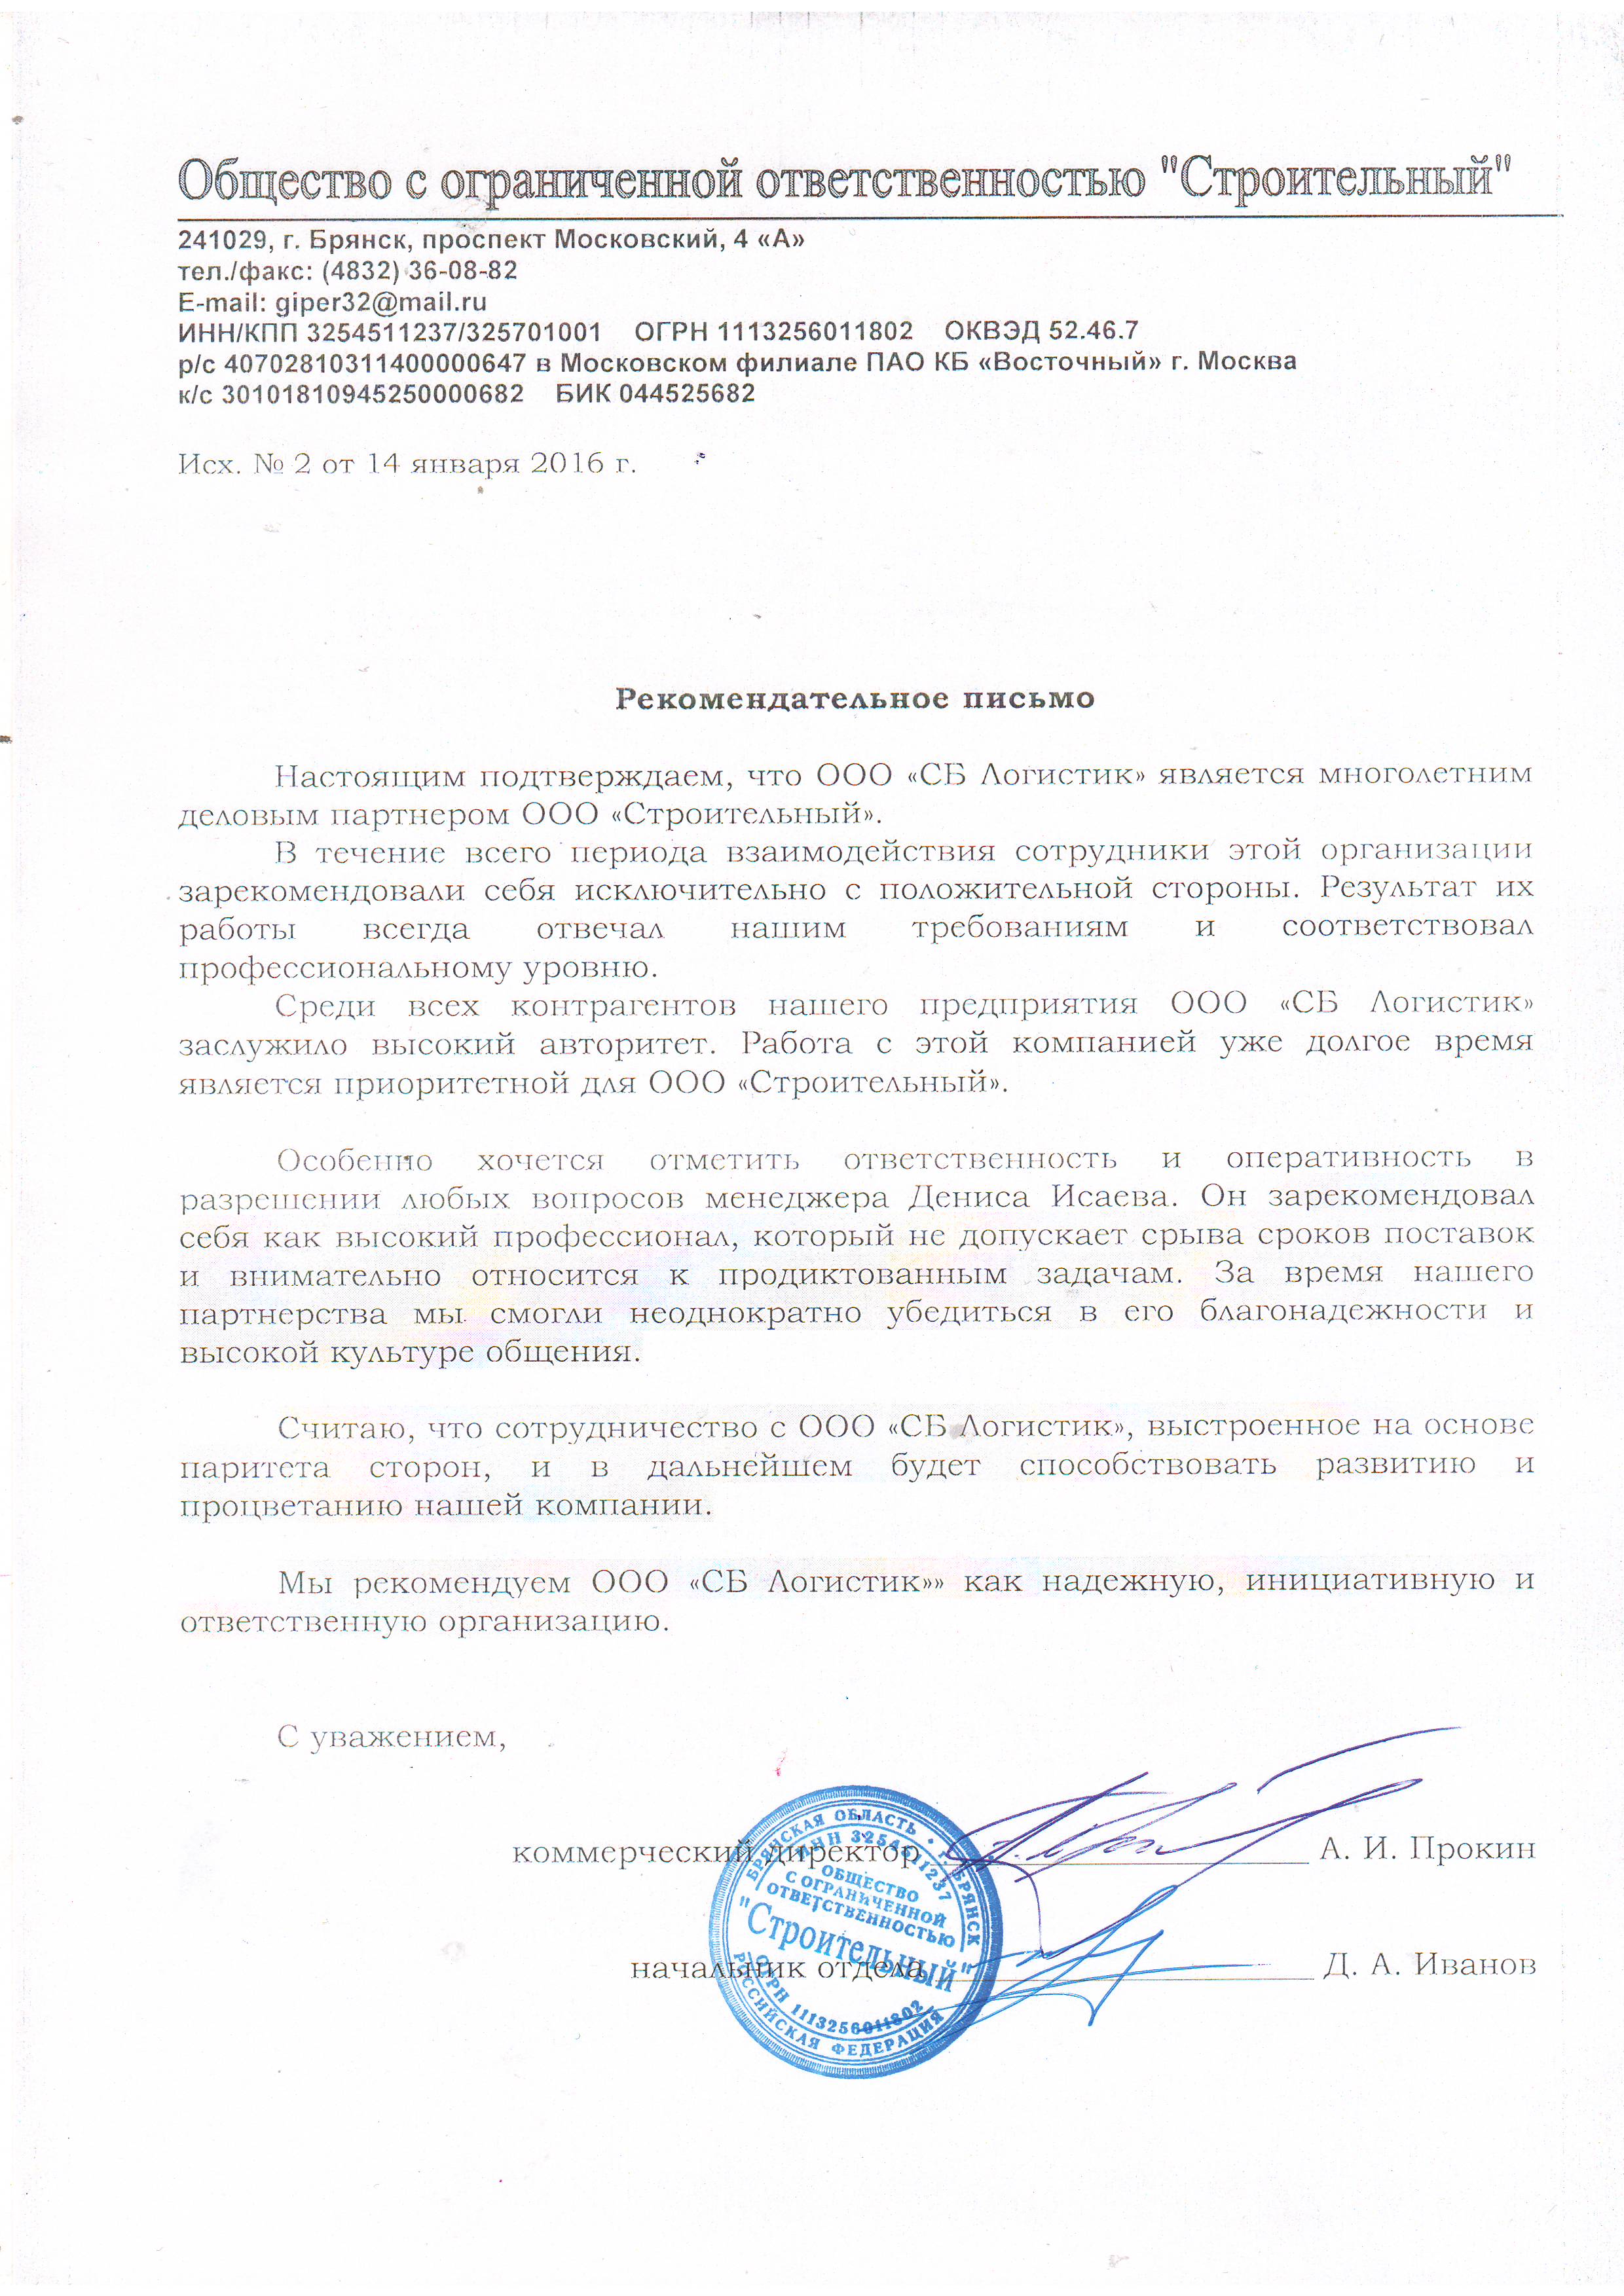 Общество с ограниченной ответственностью "Строительный"
241029, г. Брянск, проспект Московский, 4 «А»
тел./факс: (4832) 36-08-82
E-mail: giper32@mail.ru
ИНН/КПП 3254511237/325701001 ОГРН 1113256011802 ОКВЭД 52.46.7
р/с 40702810311400000647 в Московском филиале ПАО КБ «Восточный» г. Москва
к/с 30101810945250000682 БИК 044525682
Исх. № 2 от 14 января 2016 г.
Рекомендательное письмо
Настоящим подтверждаем, что ООО «СБ Логистик» является многолетним
деловым партнером ООО «Строительный».
В течение всего периода взаимодействия сотрудники этой организации
зарекомендовали себя исключительно с положительной стороны. Результат их
работы всегда отвечал нашим требованиям и соответствовал
профессиональному уровню.
Среди всех контрагентов нашего предприятия ООО «СБ Логистик»
заслужило высокий авторитет. Работа с этой компанией уже долгое время
является приоритетной для ООО «Строительный».
Особенно хочется отметить ответственность и оперативность в
разрешении любых вопросов менеджера Дениса Исаева. Он зарекомендовал
себя как высокий профессионал, который не допускает срыва сроков поставок
и внимательно относится к продиктованным задачам. За время нашего
партнерства мы смогли неоднократно убедиться в его благонадежности и
высокой культуре общения.
Считаю, что сотрудничество с ООО «СБ Логистик», выстроенное на основе
паритета сторон, и в дальнейшем будет способствовать развитию и
процветанию нашей компании.
Мы рекомендуем ООО «СБ Логистик»» как надежную, инициативную и
ответственную организацию.
С уважением,
коммерческий директор А. И. Прокин
начальник отдела Д. А. Иванов
БРЯНСКАЯ ОБЛАСТЬ • г. БРЯНСК
ИНН 3254511237
ОБЩЕСТВО
С ОГРАНИЧЕННОЙ
ОТВЕТСТВЕННОСТЬЮ
"Строительный"
ОГРН 1113256011802
РОССИЙСКАЯ ФЕДЕРАЦИЯ